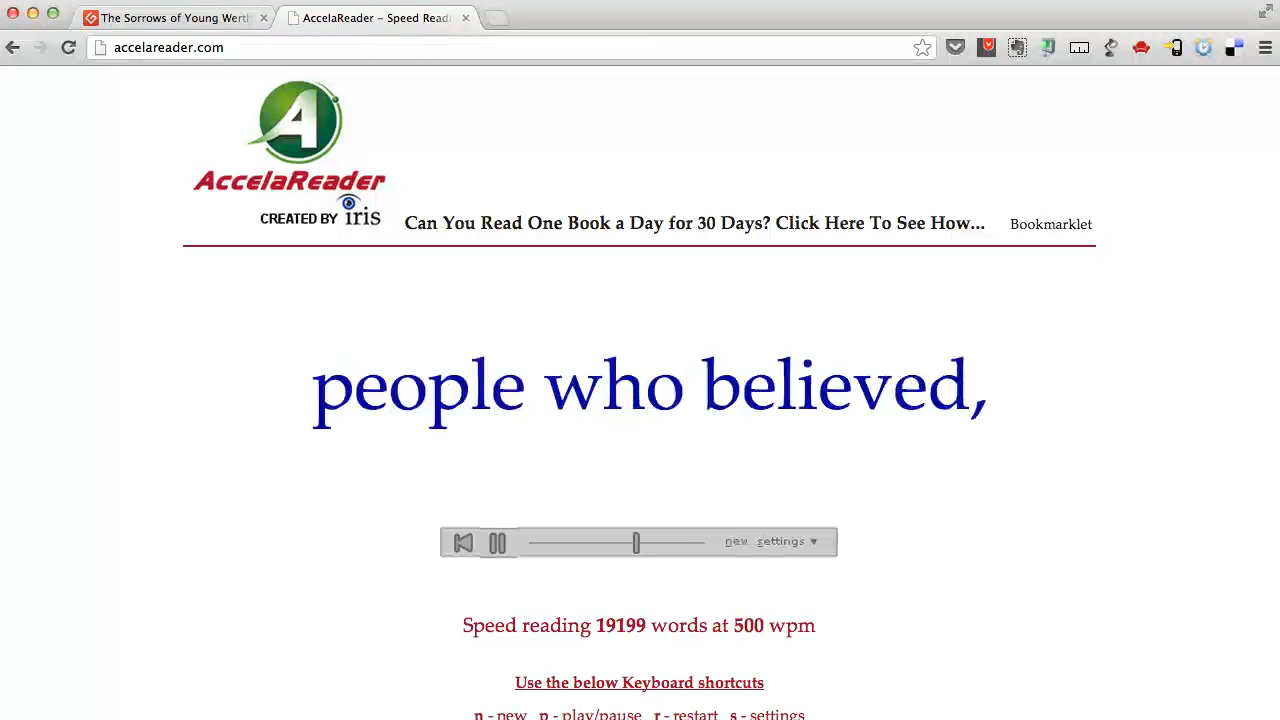 The Sorrows of Young Werth
AccelaReader – Speed Readi
accelareader.com
A
AccelaReader
CREATED BY iris
Can You Read One Book a Day for 30 Days? Click Here To See How...
Bookmarklet
people who believed,
new settings ▼
Speed reading 19199 words at 500 wpm
Use the below Keyboard shortcuts
n - new p - play/pause r - restart s - settings